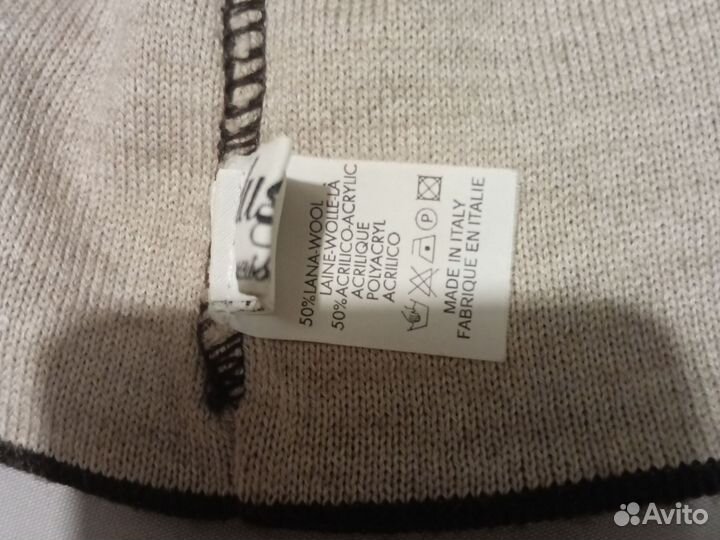 50%LANA-WOOL
LAINE-WOLLE-LÃ
50%ACRILICO-ACRYLIC
ACRILIQUE
POLYACRYL
ACRILICO
P
MADE IN ITALY
FABRIQUE EN ITALIE
Avito